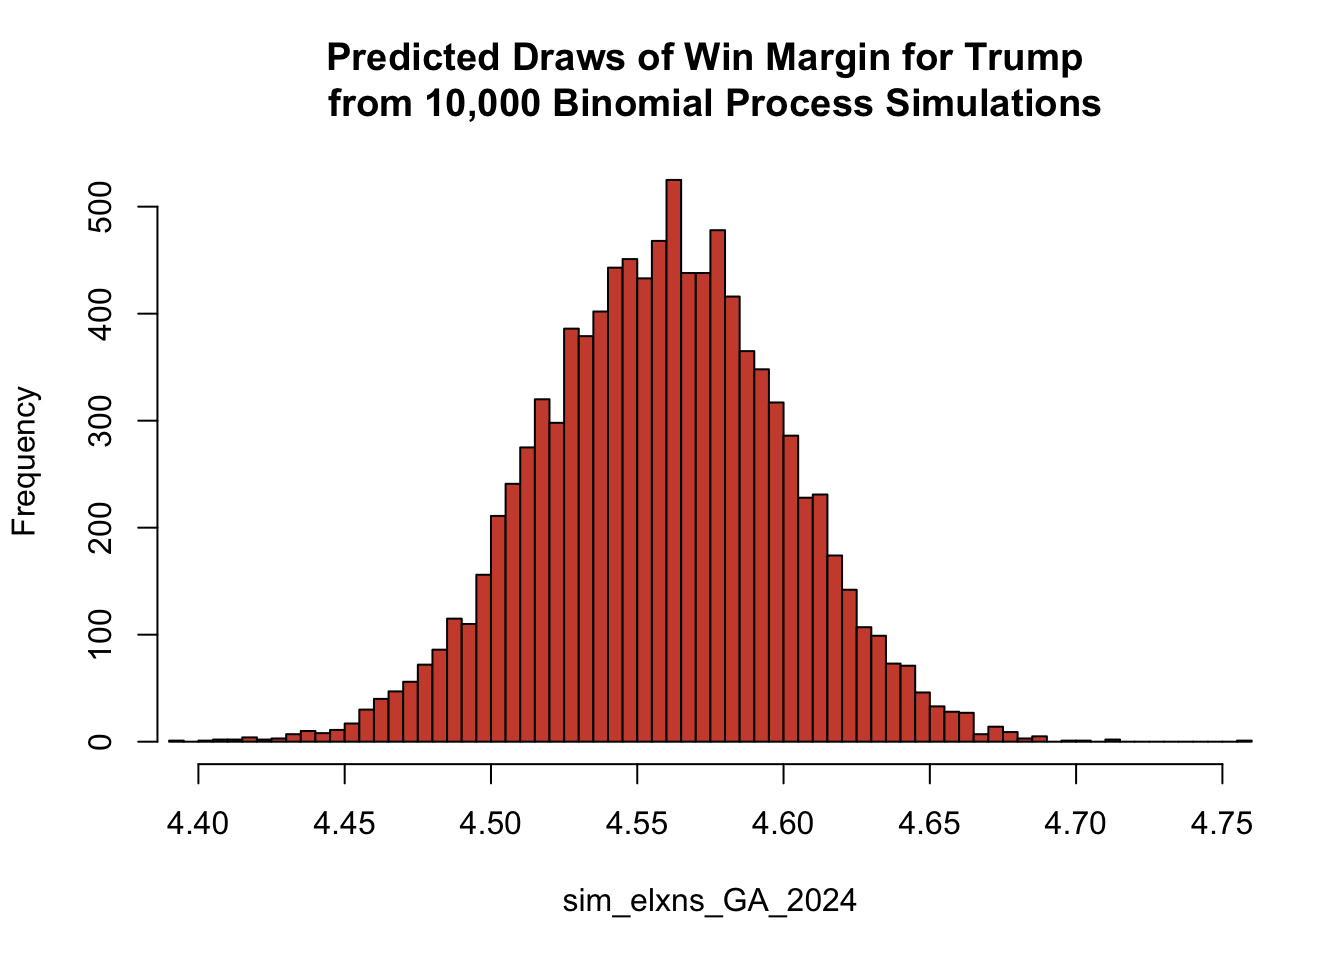 Predicted Draws of Win Margin for Trump
from 10,000 Binomial Process Simulations
Frequency
500
400
300
200
100
0
4.40 4.45 4.50 4.55 4.60 4.65 4.70 4.75
sim_elxns_GA_2024